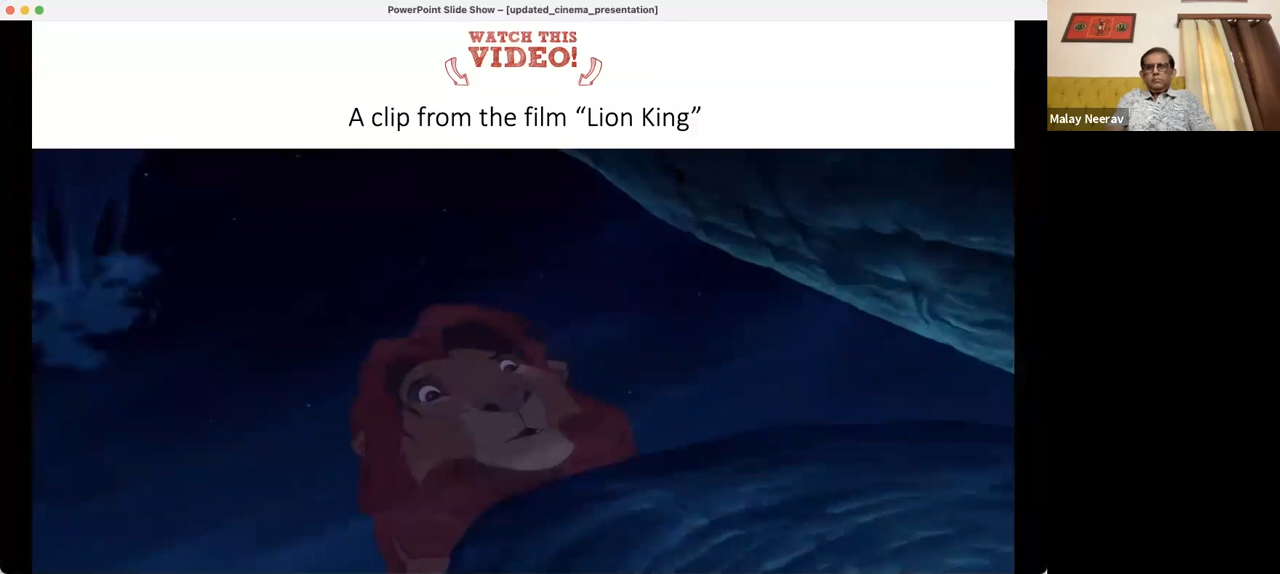 PowerPoint Slide Show – [updated_cinema_presentation]
WATCH THIS
VIDEO!
A clip from the film “Lion King”
Malay Neerav